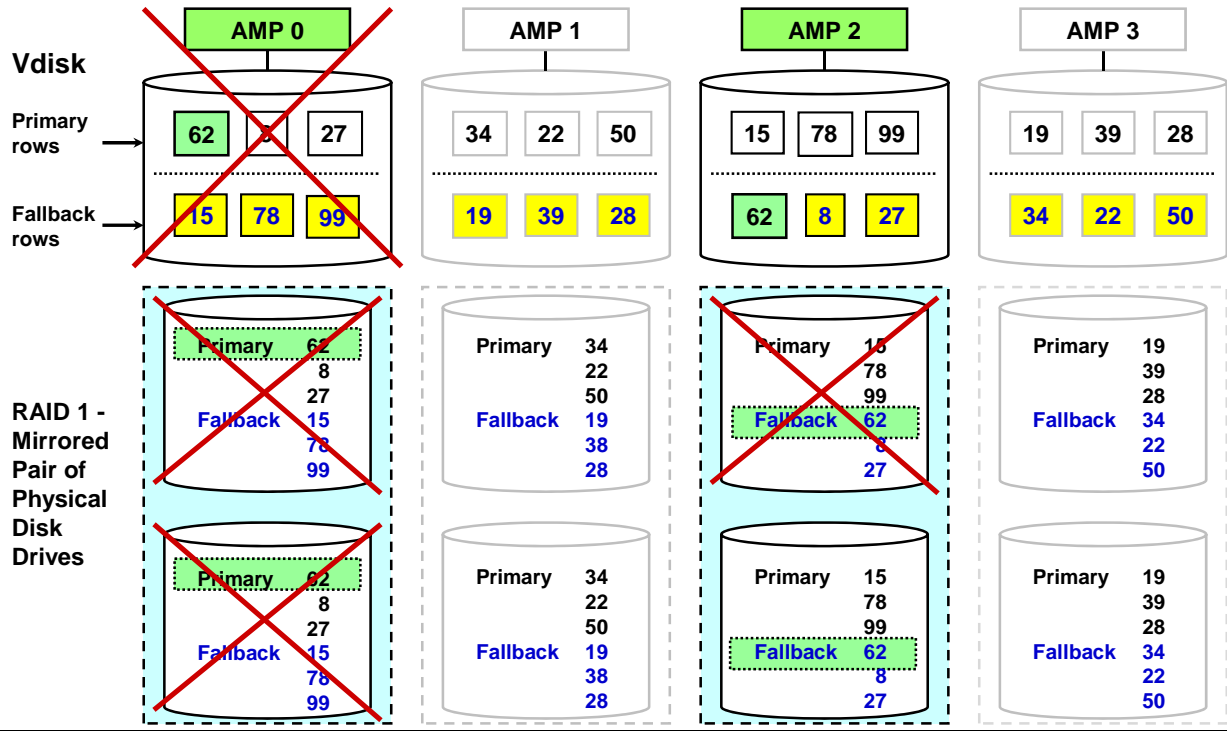 AMP 0
AMP 1
AMP 2
AMP 3
Vdisk
Primary
rows
62 27
34 22 50
15 78 99
19 39 28
Fallback
rows
15 78 99
19 39 28
62 8 27
34 22 50
RAID 1 -
Mirrored
Pair of
Physical
Disk
Drives
Primary 62
8
27
Fallback 15
78
99
Primary 34
22
50
Fallback 19
38
28
Primary 15
78
99
Fallback 62
8
27
Primary 19
39
28
Fallback 34
22
50
Primary 62
8
27
Fallback 15
78
99
Primary 34
22
50
Fallback 19
38
28
Primary 15
78
99
Fallback 62
8
27
Primary 19
39
28
Fallback 34
22
50